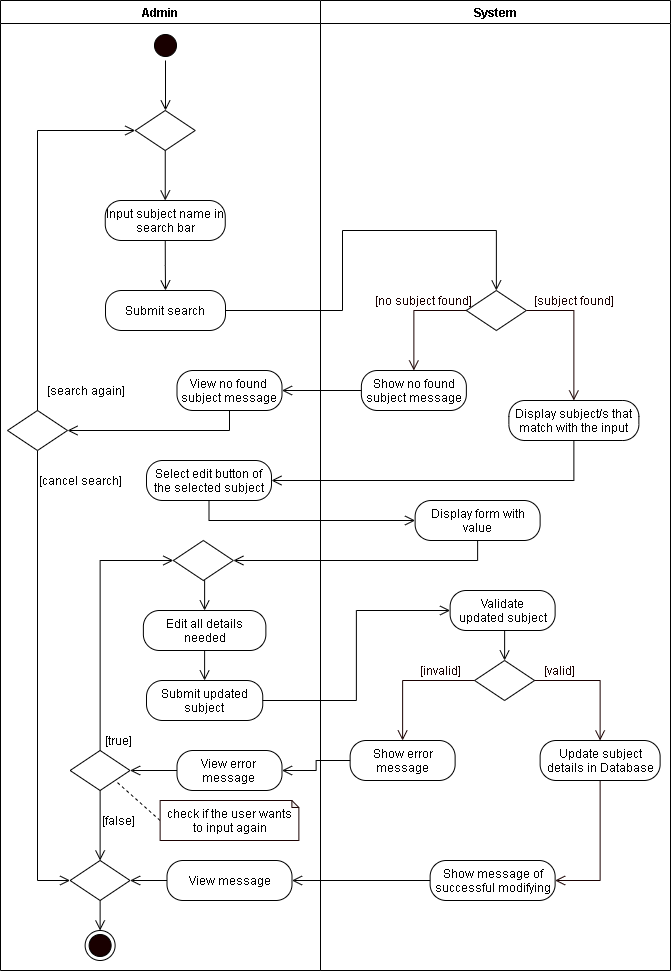 Admin
System
Input subject name in
search bar
Submit search
[no subject found]
[subject found]
View no found
subject message
Show no found
subject message
[search again]
Display subject/s that
match with the input
[cancel search]
Select edit button of
the selected subject
Display form with
value
Edit all details
needed
Validate
updated subject
Submit updated
subject
[invalid]
[valid]
[true]
View error
message
Show error
message
Update subject
details in Database
check if the user wants
to input again
[false]
View message
Show message of
successful modifying